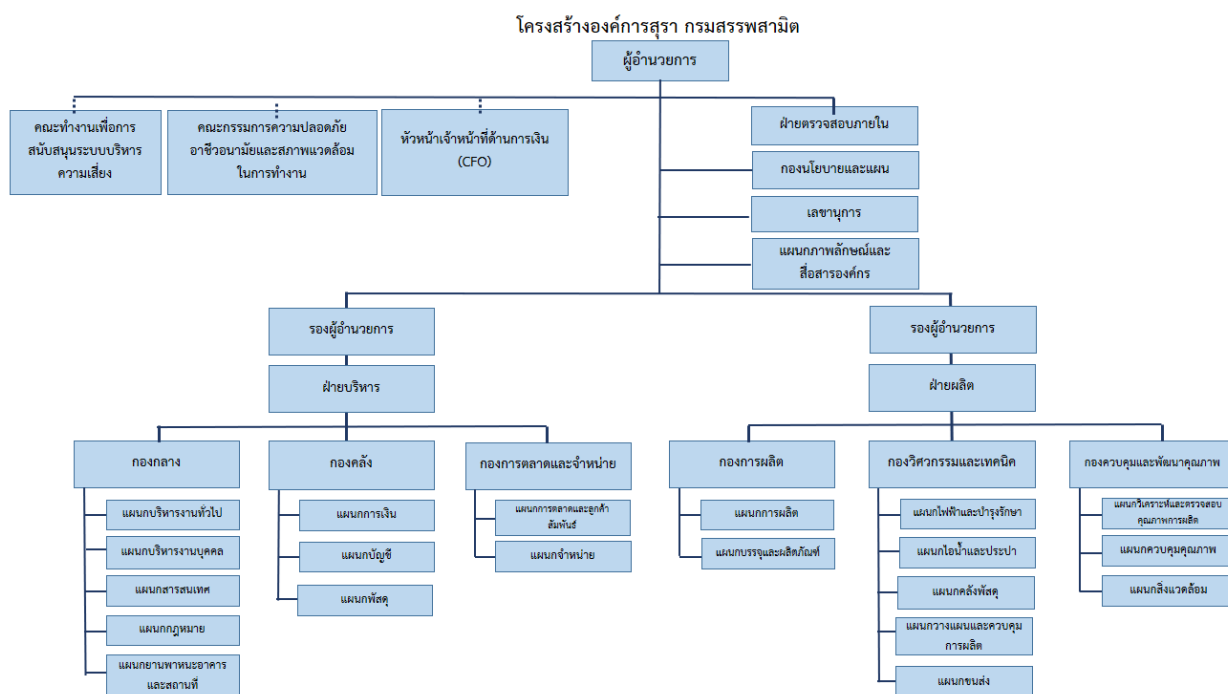 โครงสร้างองค์การสุรา กรมสรรพสามิต
ผู้อำนวยการ
คณะทำงานเพื่อการ
สนับสนุนระบบบริหาร
ความเสี่ยง
คณะกรรมการความปลอดภัย
อาชีวอนามัยและสภาพแวดล้อม
ในการทำงาน
หัวหน้าเจ้าหน้าที่ด้านการเงิน
(CFO)
ฝ่ายตรวจสอบภายใน
กองนโยบายและแผน
เลขานุการ
แผนกภาพลักษณ์และ
สื่อสารองค์กร
รองผู้อำนวยการ
รองผู้อำนวยการ
ฝ่ายบริหาร
ฝ่ายผลิต
กองกลาง
กองคลัง
กองการตลาดและจำหน่าย
กองการผลิต
กองวิศวกรรมและเทคนิค
กองควบคุมและพัฒนาคุณภาพ
แผนกบริหารงานทั่วไป
แผนกบริหารงานบุคคล
แผนกสารสนเทศ
แผนกกฎหมาย
แผนกยานพาหนะอาคาร
และสถานที่
แผนกการเงิน
แผนกบัญชี
แผนกพัสดุ
แผนกการตลาดและลูกค้า
สัมพันธ์
แผนกจำหน่าย
แผนกการผลิต
แผนกบรรจุและผลิตภัณฑ์
แผนกไฟฟ้าและบำรุงรักษา
แผนกไอน้ำและประปา
แผนกคลังพัสดุ
แผนกวางแผนและควบคุม
การผลิต
แผนกขนส่ง
แผนกวิเคราะห์และตรวจสอบ
คุณภาพการผลิต
แผนกควบคุมคุณภาพ
แผนกสิ่งแวดล้อม